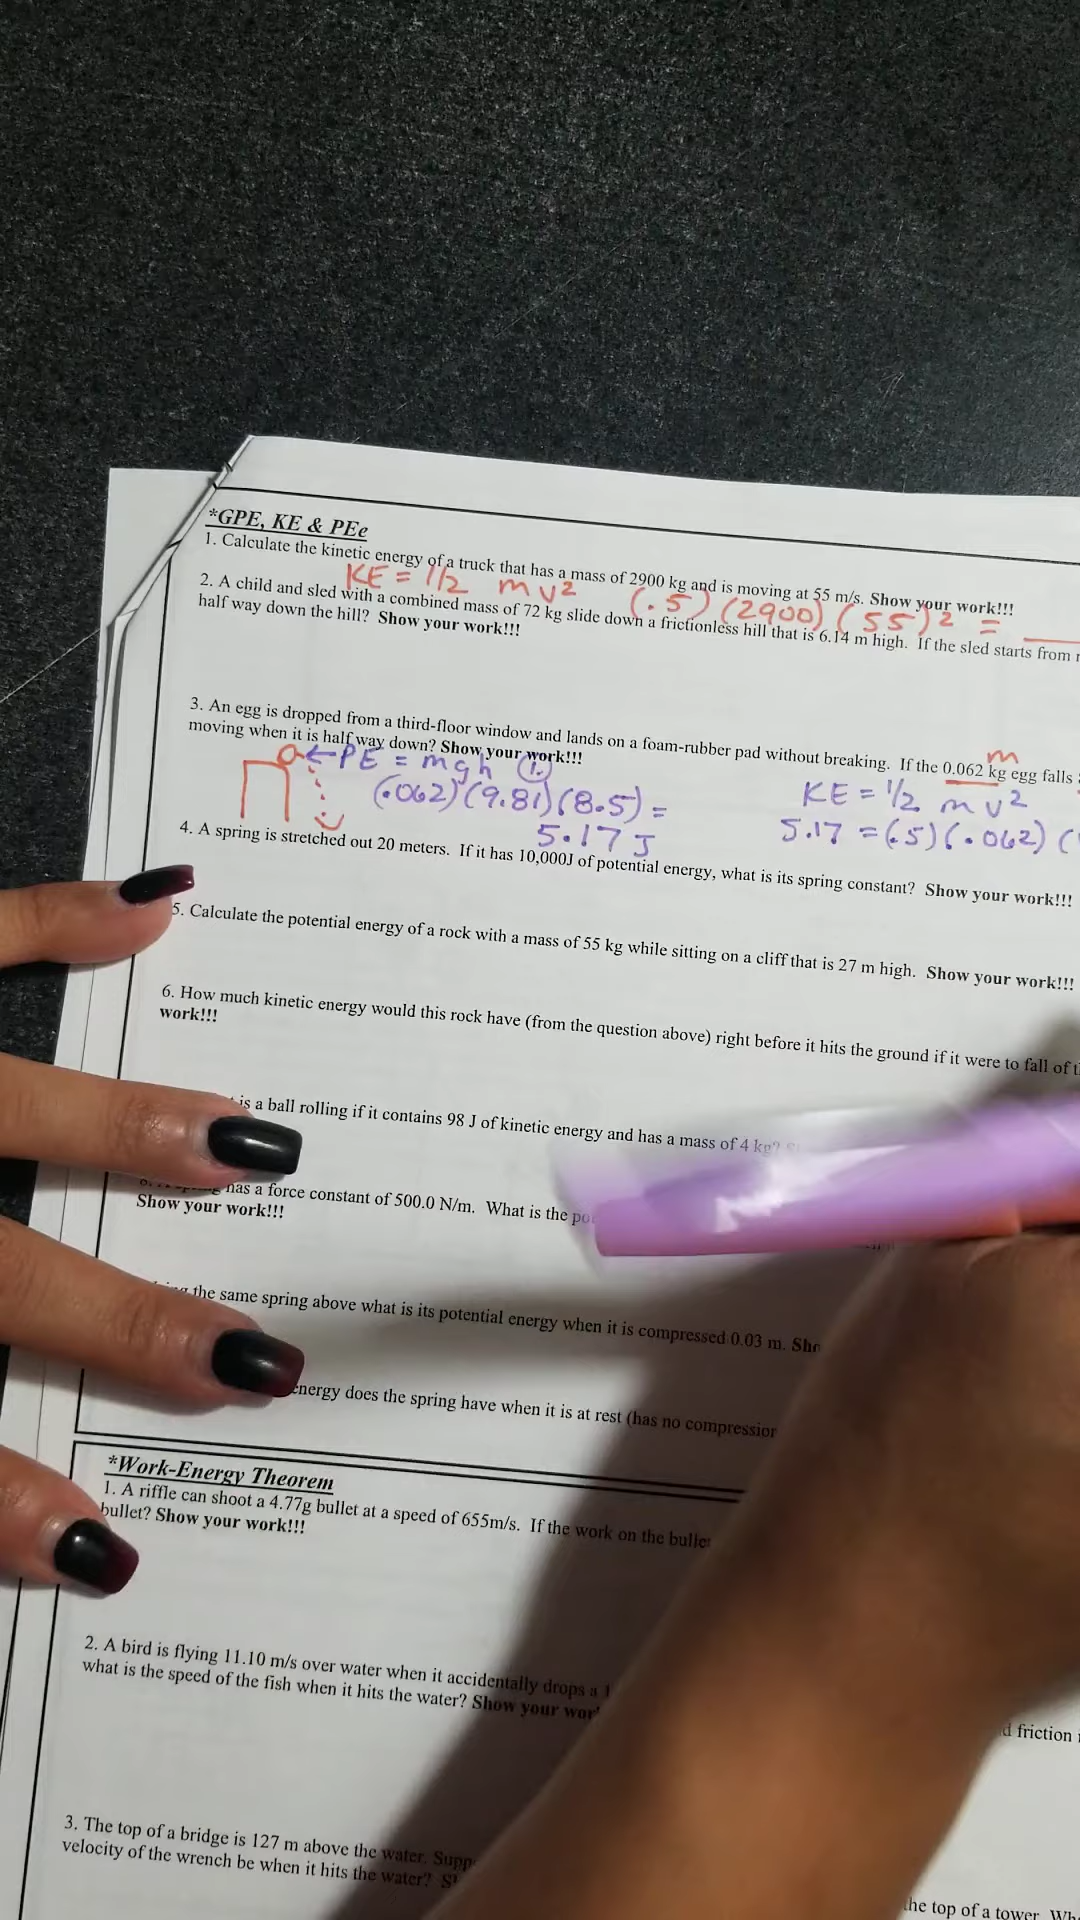 *GPE, KE & PEe
1. Calculate the kinetic energy of a truck that has a mass of 2900 kg and is moving at 55 m/s. Show your work!!!
KE = 1/2 m v² (.5) (2900) (55)² =
2. A child and sled with a combined mass of 72 kg slide down a frictionless hill that is 6.14 m high. If the sled starts from
half way down the hill? Show your work!!!
3. An egg is dropped from a third-floor window and lands on a foam-rubber pad without breaking. If the 0.062 kg egg falls
m
moving when it is half way down? Show your work!!!
PE = mgh 1.
KE = 1/2 m v²
(.062) (9.81) (8.5) =
5.17 = (.5) (.062) (
5.17 J
4. A spring is stretched out 20 meters. If it has 10,000J of potential energy, what is its spring constant? Show your work!!!
5. Calculate the potential energy of a rock with a mass of 55 kg while sitting on a cliff that is 27 m high. Show your work!!!
6. How much kinetic energy would this rock have (from the question above) right before it hits the ground if it were to fall of
work!!!
is a ball rolling if it contains 98 J of kinetic energy and has a mass of 4 kg?
has a force constant of 500.0 N/m. What is the
Show your work!!!
the same spring above what is its potential energy when it is compressed 0.03 m.
energy does the spring have when it is at rest (has no
*Work-Energy Theorem
1. A riffle can shoot a 4.77g bullet at a speed of 655m/s. If the work on the
bullet? Show your work!!!
2. A bird is flying 11.10 m/s over water when it accidentally drops a
what is the speed of the fish when it hits the water? Show your
friction
3. The top of a bridge is 127 m above the water.
velocity of the wrench be when it hits the water?
the top of a tower.